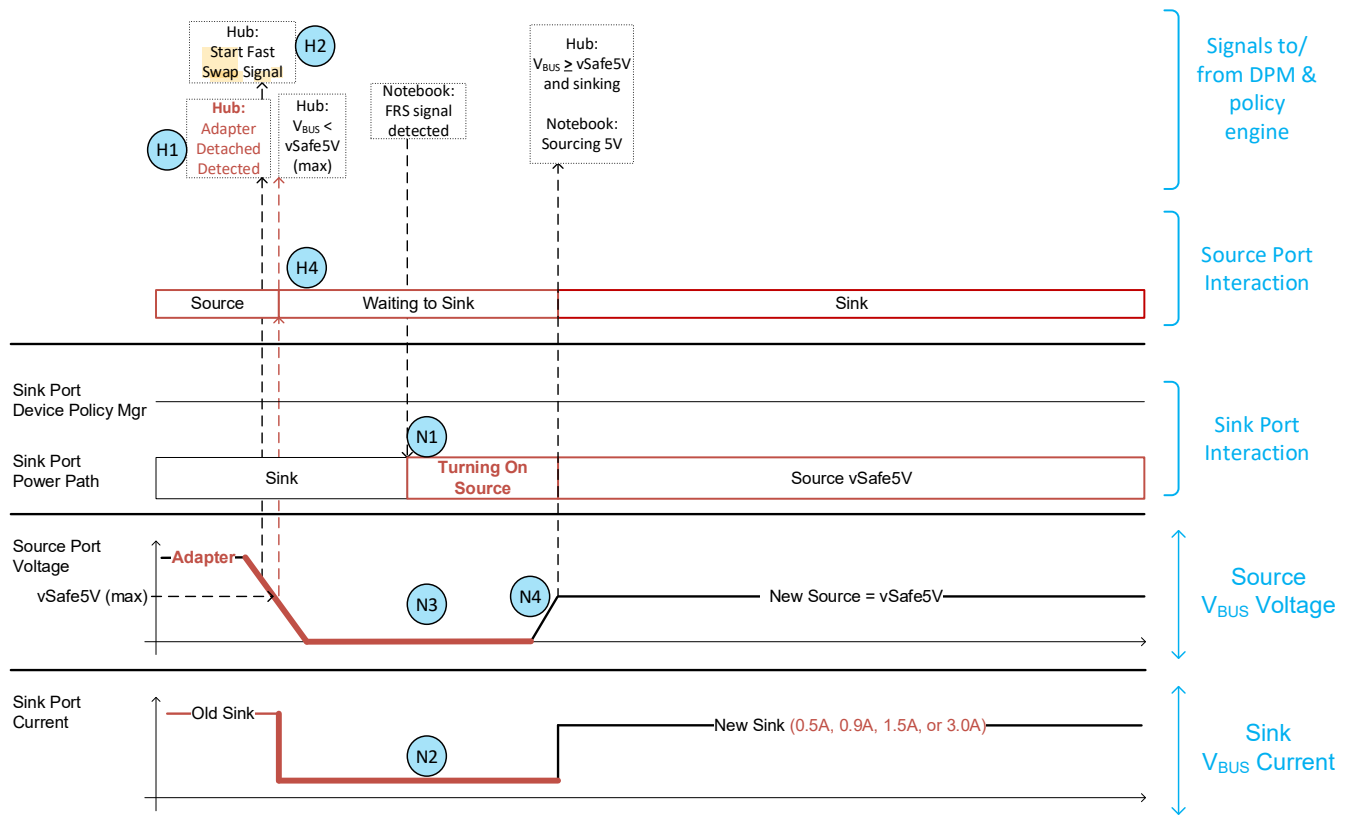 Hub:
Start Fast
Swap Signal
H2
Hub:
Adapter
Detached
Detected
H1
Hub:
VBUS <
vSafe5V
(max)
Notebook:
FRS signal
detected
Hub:
VBUS ≥ vSafe5V
and sinking
Notebook:
Sourcing 5V
Signals to/
from DPM &
policy
engine
H4
Source
Waiting to Sink
Sink
Source Port
Interaction
Sink Port
Device Policy Mgr
N1
Sink Port
Power Path
Sink
Turning On
Source
Source vSafe5V
Sink Port
Interaction
Source Port
Voltage
Adapter
vSafe5V (max)
N3
N4
New Source = vSafe5V
Source
VBUS Voltage
Sink Port
Current
Old Sink
N2
New Sink (0.5A, 0.9A, 1.5A, or 3.0A)
Sink
VBUS Current